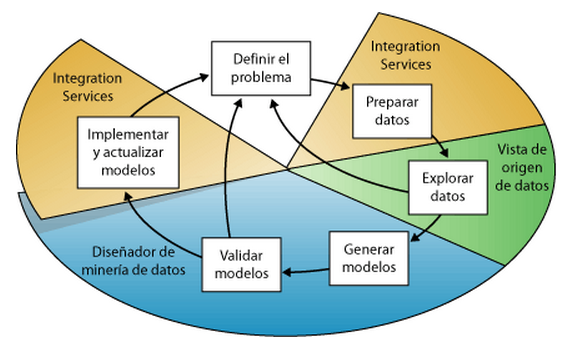 Definir el
problema
Integration
Services
Preparar
datos
Vista de
origen
de datos
Explorar
datos
Generar
modelos
Validar
modelos
Diseñador de
minería de datos
Implementar
y actualizar
modelos
Integration
Services